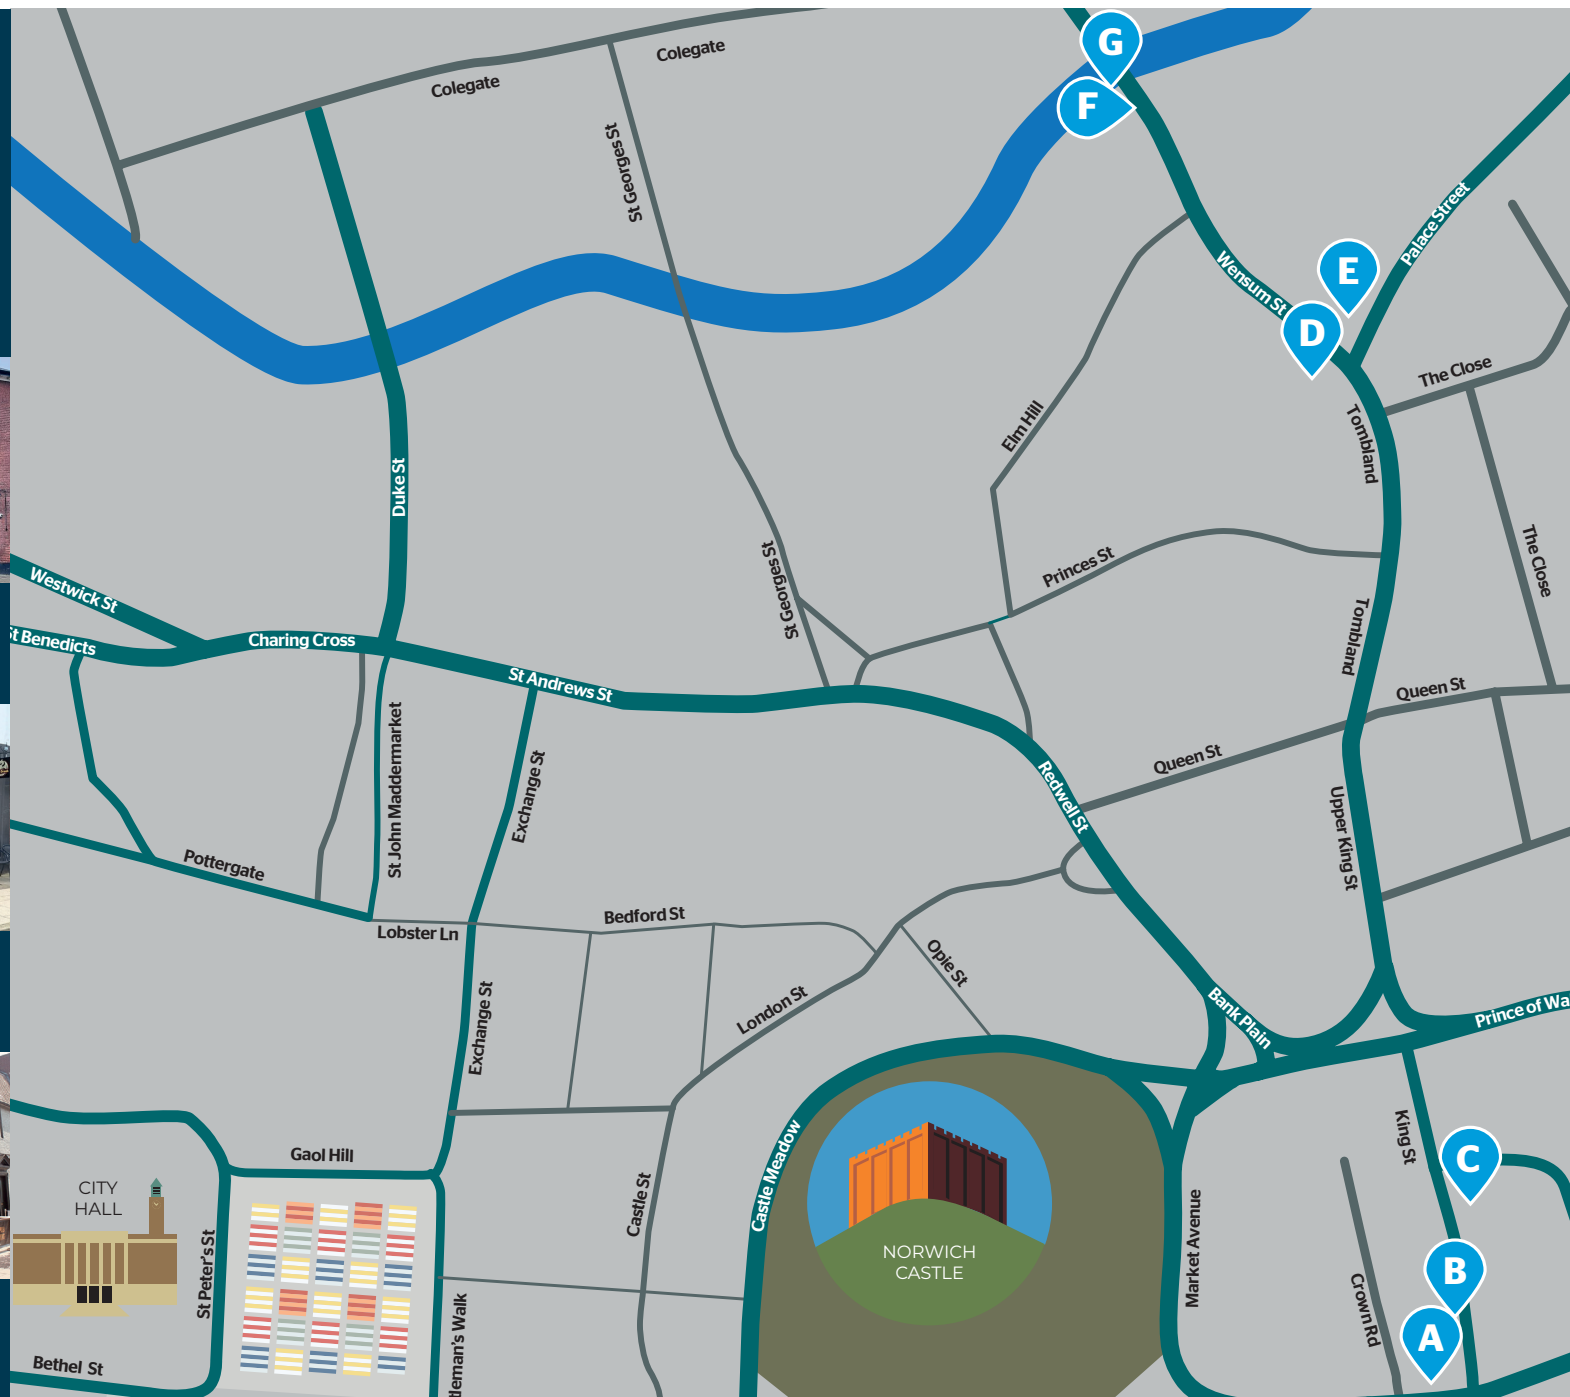 G
Colegate
Colegate
F
St Georges St
Palace Street
Wensum St
E
D
The Close
Elm Hill
Tombland
Duke St
Princes St
The Close
St Georges St
Westwick St
St Benedicts
Charing Cross
Tombland
St Andrews St
Queen St
Queen St
St John Maddermarket
Exchange St
Redwell St
Upper King St
Pottergate
Bedford St
Lobster Ln
Opie St
London St
Exchange St
Bank Plain
Prince of Wa
King St
C
Gaol Hill
Castle Meadow
CITY
HALL
Castle St
St Peter's St
NORWICH
CASTLE
Market Avenue
B
Crown Rd
A
Bethel St
deman's Walk